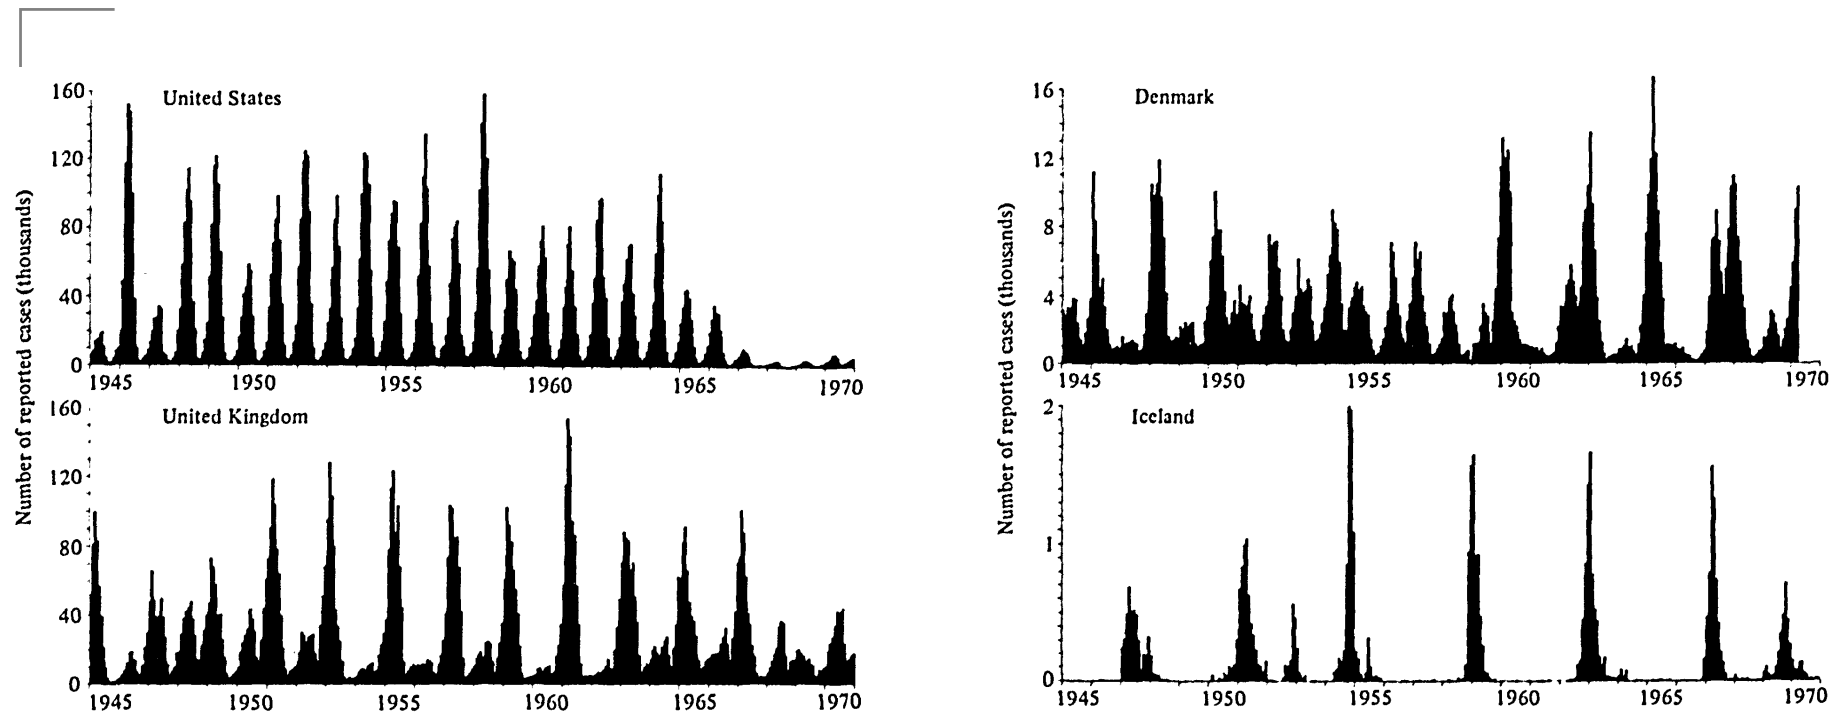 United States
160
120
80
40
0
1945 1950 1955 1960 1965 1970
United Kingdom
160
120
80
40
0
1945 1950 1955 1960 1965 1970
Number of reported cases (thousands)
Denmark
16
12
8
4
0
1945 1950 1955 1960 1965 1970
Iceland
2
1
0
1945 1950 1955 1960 1965 1970
Number of reported cases (thousands)